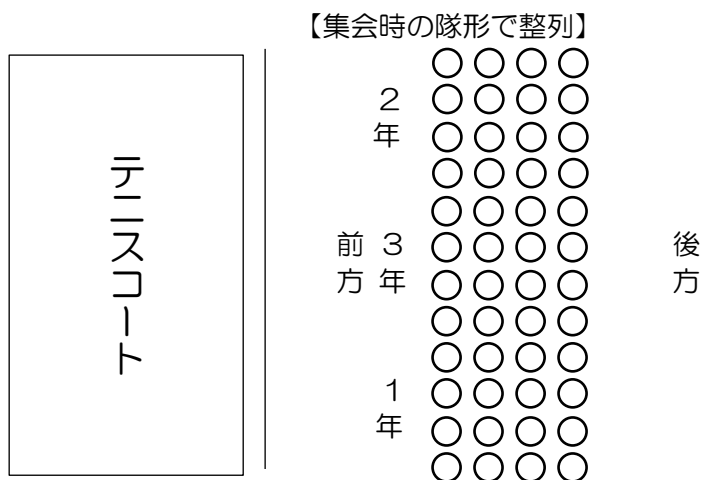 【集会時の隊形で整列】
テニスコート
前方
2年
3年
1年
後方